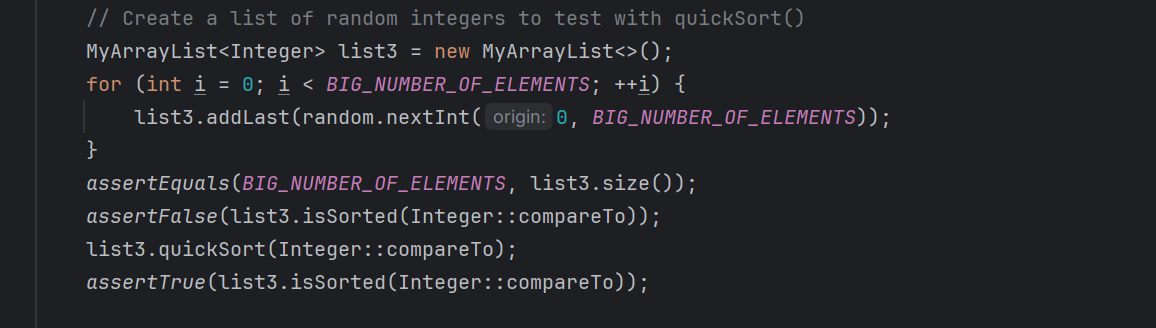 // Create a list of random integers to test with quickSort()
MyArrayList<Integer> list3 = new MyArrayList<>();
for (int i = 0; i < BIG_NUMBER_OF_ELEMENTS; ++i) {
    list3.addLast(random.nextInt( origin: 0, BIG_NUMBER_OF_ELEMENTS));
}
assertEquals(BIG_NUMBER_OF_ELEMENTS, list3.size());
assertFalse(list3.isSorted(Integer::compareTo));
list3.quickSort(Integer::compareTo);
assertTrue(list3.isSorted(Integer::compareTo));